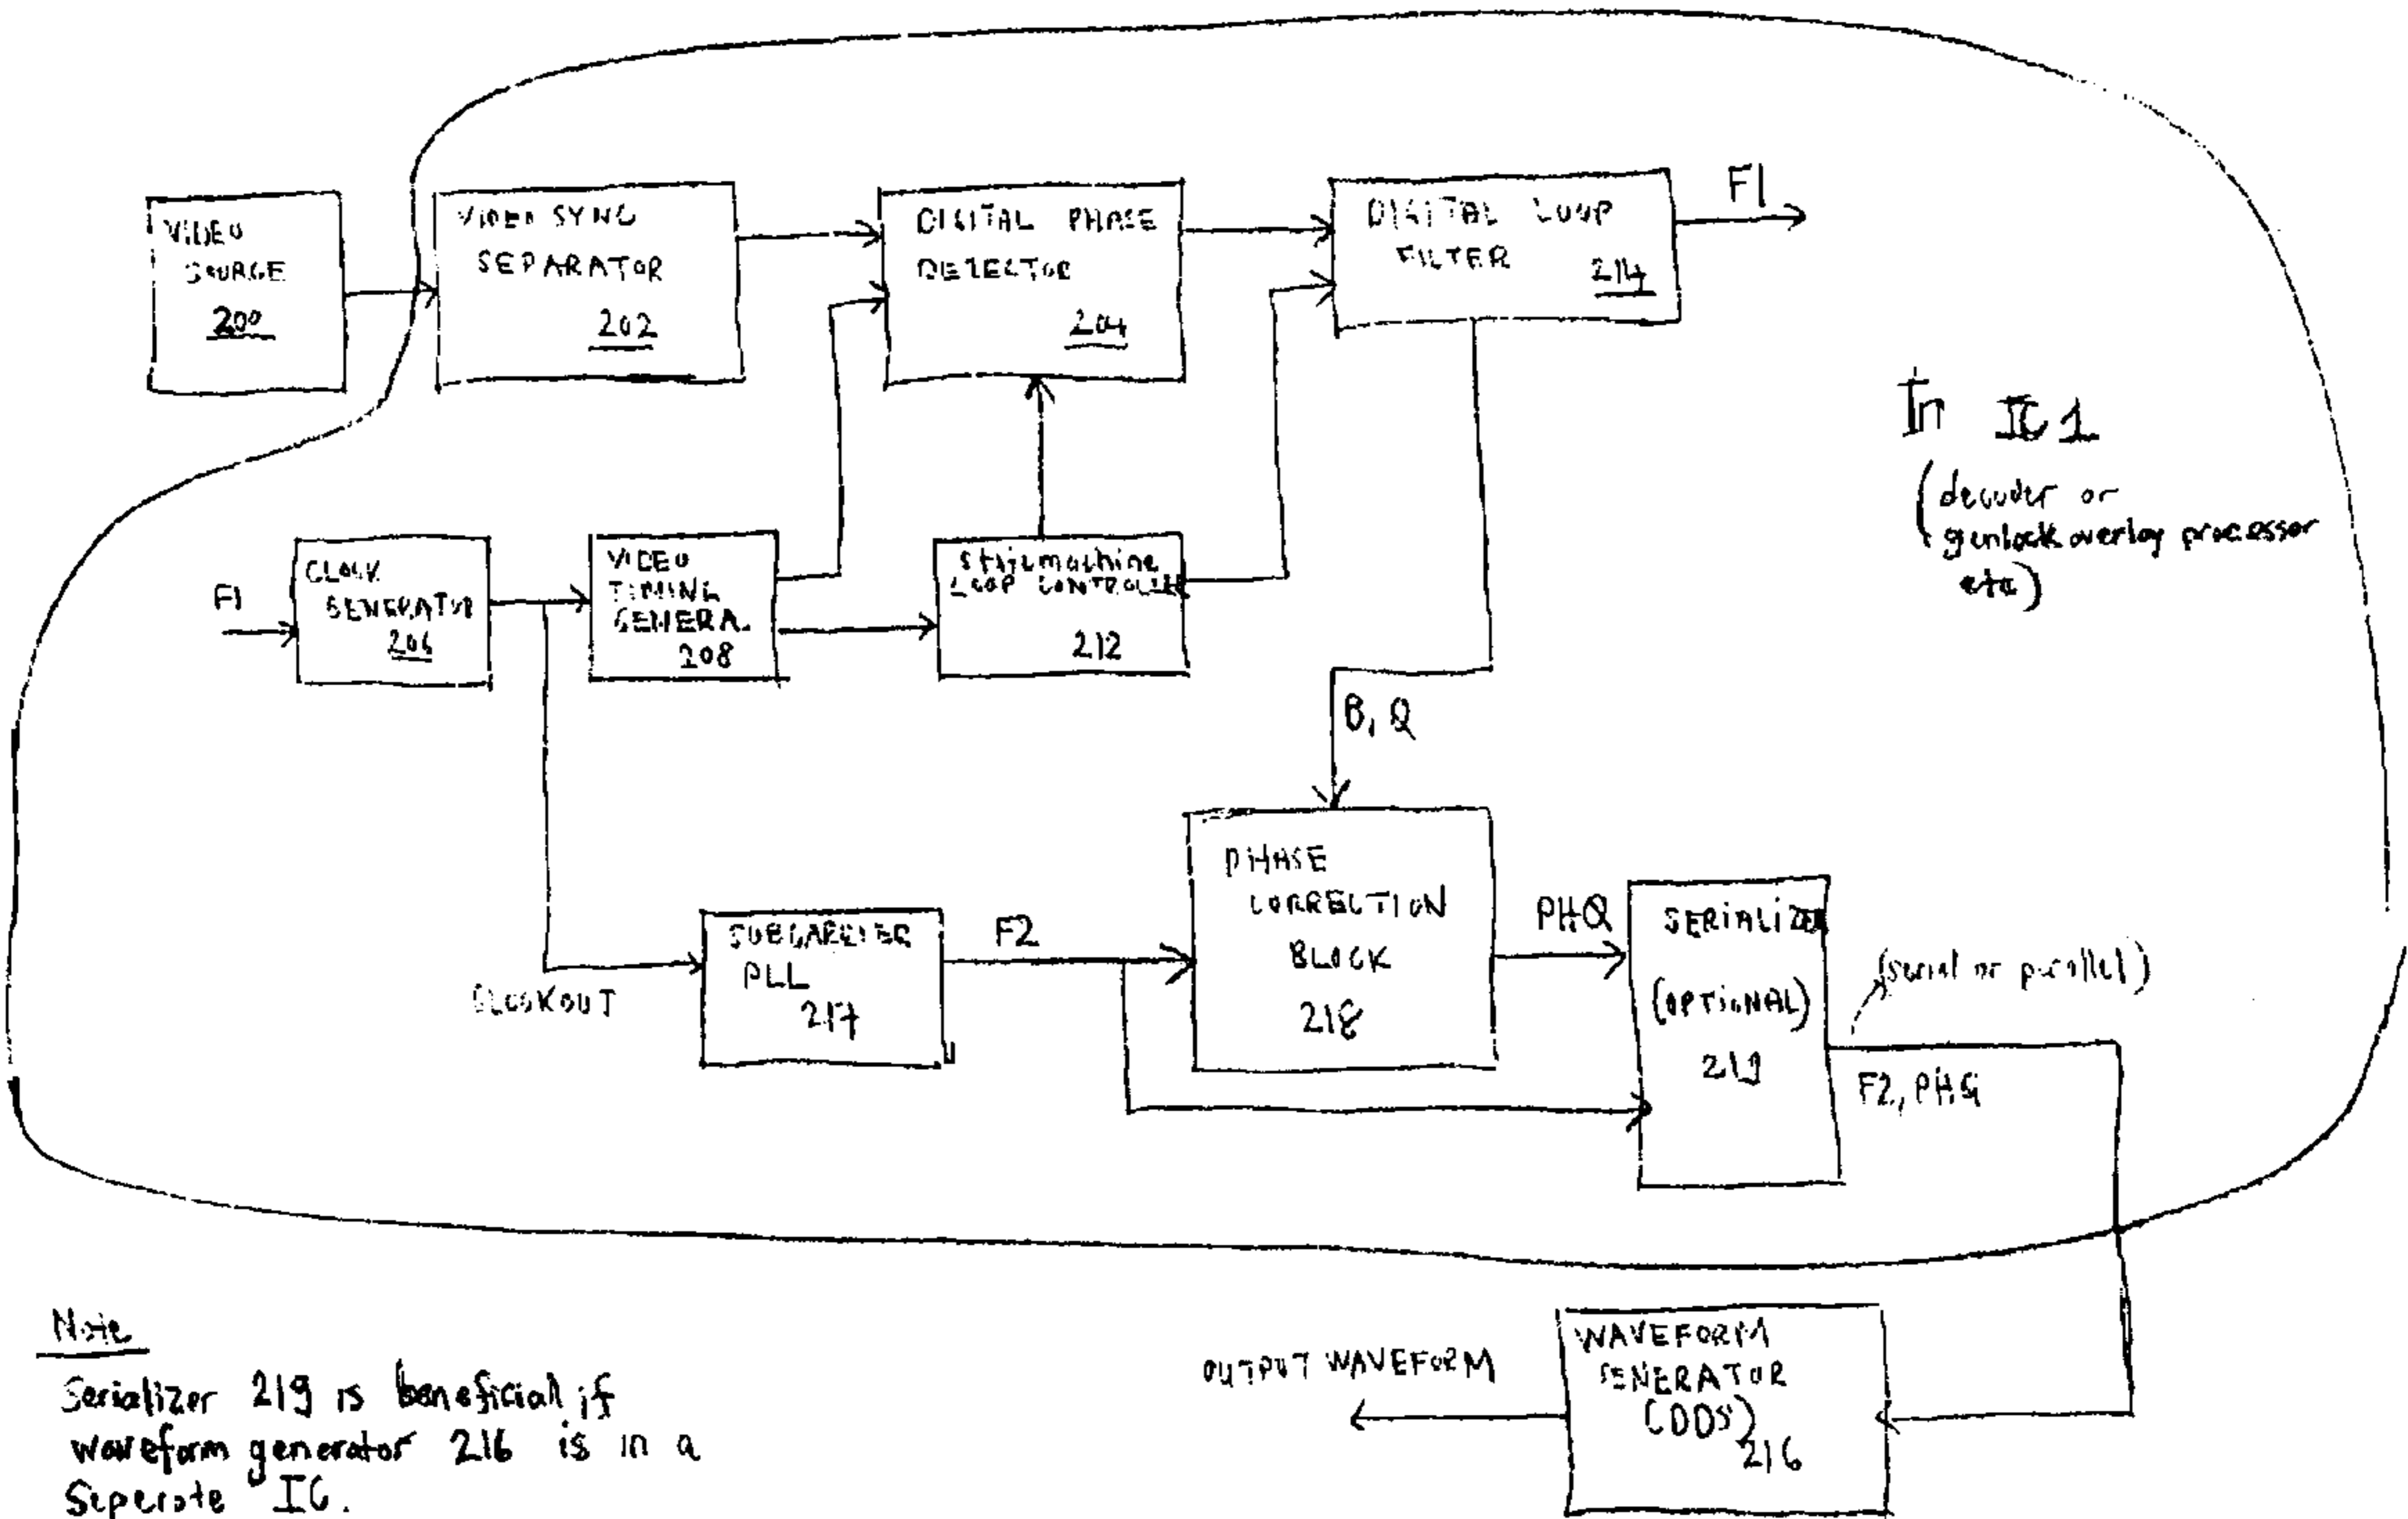 VIDEO
SOURCE
200
VIDEO SYNC
SEPARATOR
202
DIGITAL PHASE
DETECTOR
204
DIGITAL LOOP
FILTER
214
F1
In IC 1
(decoder or
genlock overlay processor
etc)
F1
CLOCK
GENERATOR
206
VIDEO
TIMING
GENERA.
208
Statemachine
LOOP CONTROLLER
212
B, Q
CLOCKOUT
SUBCARRIER
PLL
217
F2
PHASE
CORRECTION
BLOCK
218
PHQ
SERIALIZER
(OPTIONAL)
219
(serial or parallel)
F2, PHQ
Note
Serializer 219 is beneficial if
waveform generator 216 is in a
Seperate IC.
OUTPUT WAVEFORM
WAVEFORM
GENERATOR
(DDS)
216